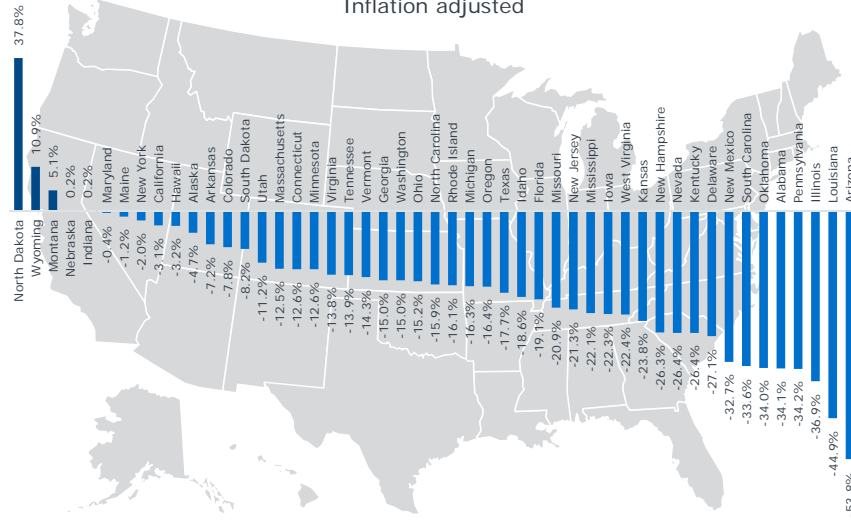 Inflation adjusted
North Dakota 37.8%
Wyoming 10.9%
Montana 5.1%
Nebraska 0.2%
Indiana 0.2%
Maryland -0.4%
Maine -1.2%
New York -2.0%
California -3.1%
Hawaii -3.2%
Alaska -4.7%
Arkansas -7.2%
Colorado -7.8%
South Dakota -8.2%
Utah -11.2%
Massachusetts -12.5%
Connecticut -12.6%
Minnesota -12.6%
Virginia -13.8%
Tennessee -13.9%
Vermont -14.3%
Georgia -15.0%
Washington -15.0%
Ohio -15.2%
North Carolina -15.9%
Rhode Island -16.1%
Michigan -16.3%
Oregon -16.4%
Texas -17.7%
Idaho -18.6%
Florida -19.1%
Missouri -20.9%
New Jersey -21.3%
Mississippi -22.1%
Iowa -22.3%
West Virginia -22.4%
Kansas -23.8%
New Hampshire -26.3%
Nevada -26.4%
Kentucky -26.4%
Delaware -27.1%
New Mexico -32.7%
South Carolina -33.6%
Oklahoma -34.0%
Alabama -34.1%
Pennsylvania -34.2%
Illinois -36.9%
Louisiana -44.9%
Arizona -53.8%